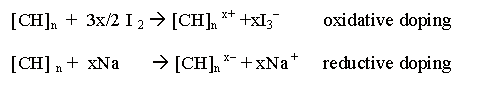 [CH]ₙ + 3x/2 I ₂ → [CH]ₙ ˣ⁺ +xI₃⁻ oxidative doping
[CH] ₙ + xNa → [CH]ₙ ˣ⁻ + xNa⁺ reductive doping